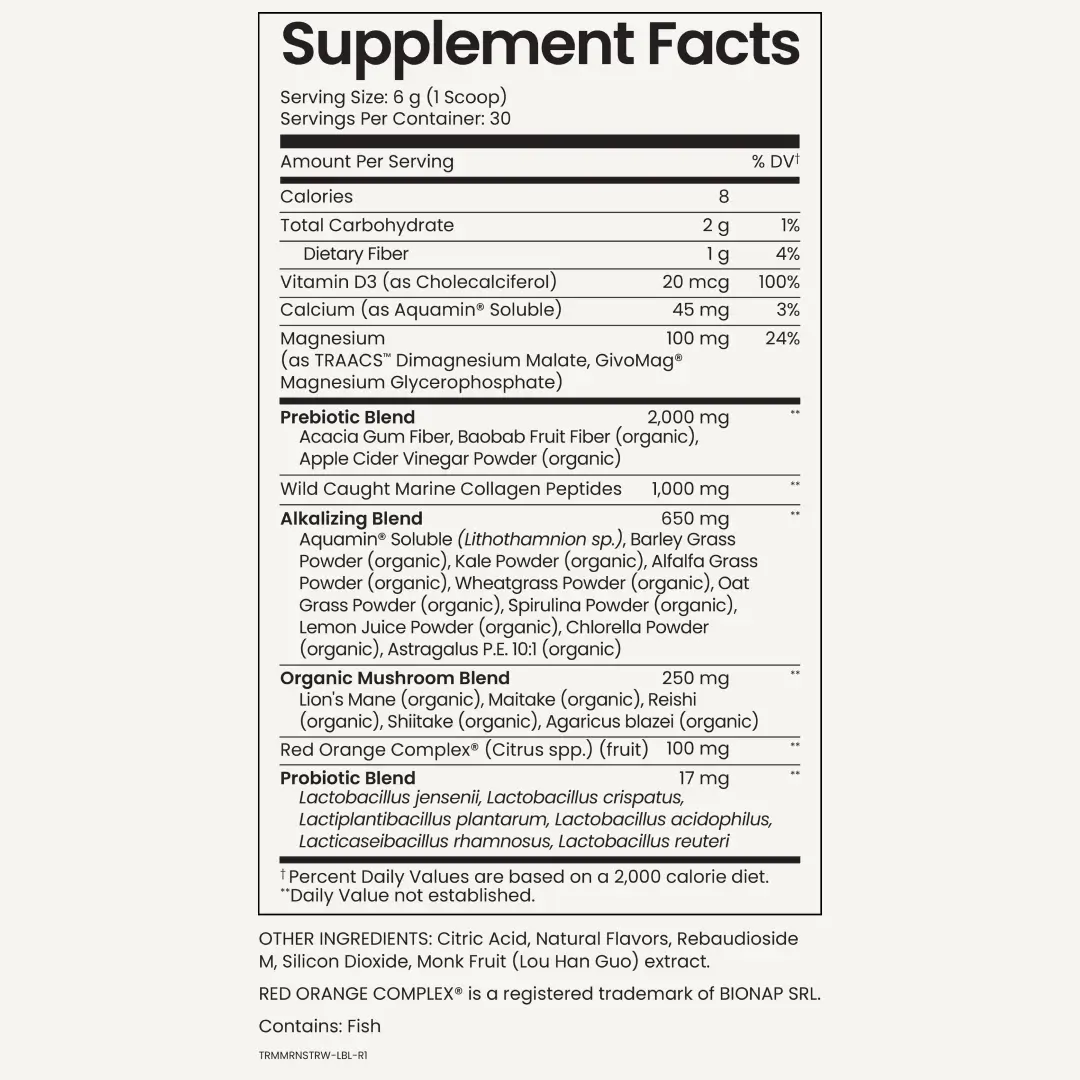 Supplement Facts
Serving Size: 6 g (1 Scoop)
Servings Per Container: 30
Amount Per Serving % DV†
Calories 8
Total Carbohydrate 2 g 1%
Dietary Fiber 1 g 4%
Vitamin D3 (as Cholecalciferol) 20 mcg 100%
Calcium (as Aquamin® Soluble) 45 mg 3%
Magnesium 100 mg 24%
(as TRAACS™ Dimagnesium Malate, GivoMag®
Magnesium Glycerophosphate)
Prebiotic Blend 2,000 mg **
Acacia Gum Fiber, Baobab Fruit Fiber (organic),
Apple Cider Vinegar Powder (organic)
Wild Caught Marine Collagen Peptides 1,000 mg **
Alkalizing Blend 650 mg **
Aquamin® Soluble (Lithothamnion sp.), Barley Grass
Powder (organic), Kale Powder (organic), Alfalfa Grass
Powder (organic), Wheatgrass Powder (organic), Oat
Grass Powder (organic), Spirulina Powder (organic),
Lemon Juice Powder (organic), Chlorella Powder
(organic), Astragalus P.E. 10:1 (organic)
Organic Mushroom Blend 250 mg **
Lion's Mane (organic), Maitake (organic), Reishi
(organic), Shiitake (organic), Agaricus blazei (organic)
Red Orange Complex® (Citrus spp.) (fruit) 100 mg **
Probiotic Blend 17 mg **
Lactobacillus jensenii, Lactobacillus crispatus,
Lactiplantibacillus plantarum, Lactobacillus acidophilus,
Lacticaseibacillus rhamnosus, Lactobacillus reuteri
†Percent Daily Values are based on a 2,000 calorie diet.
**Daily Value not established.
OTHER INGREDIENTS: Citric Acid, Natural Flavors, Rebaudioside
M, Silicon Dioxide, Monk Fruit (Lou Han Guo) extract.
RED ORANGE COMPLEX® is a registered trademark of BIONAP SRL.
Contains: Fish
TRMMRNSTRW-LBL-R1